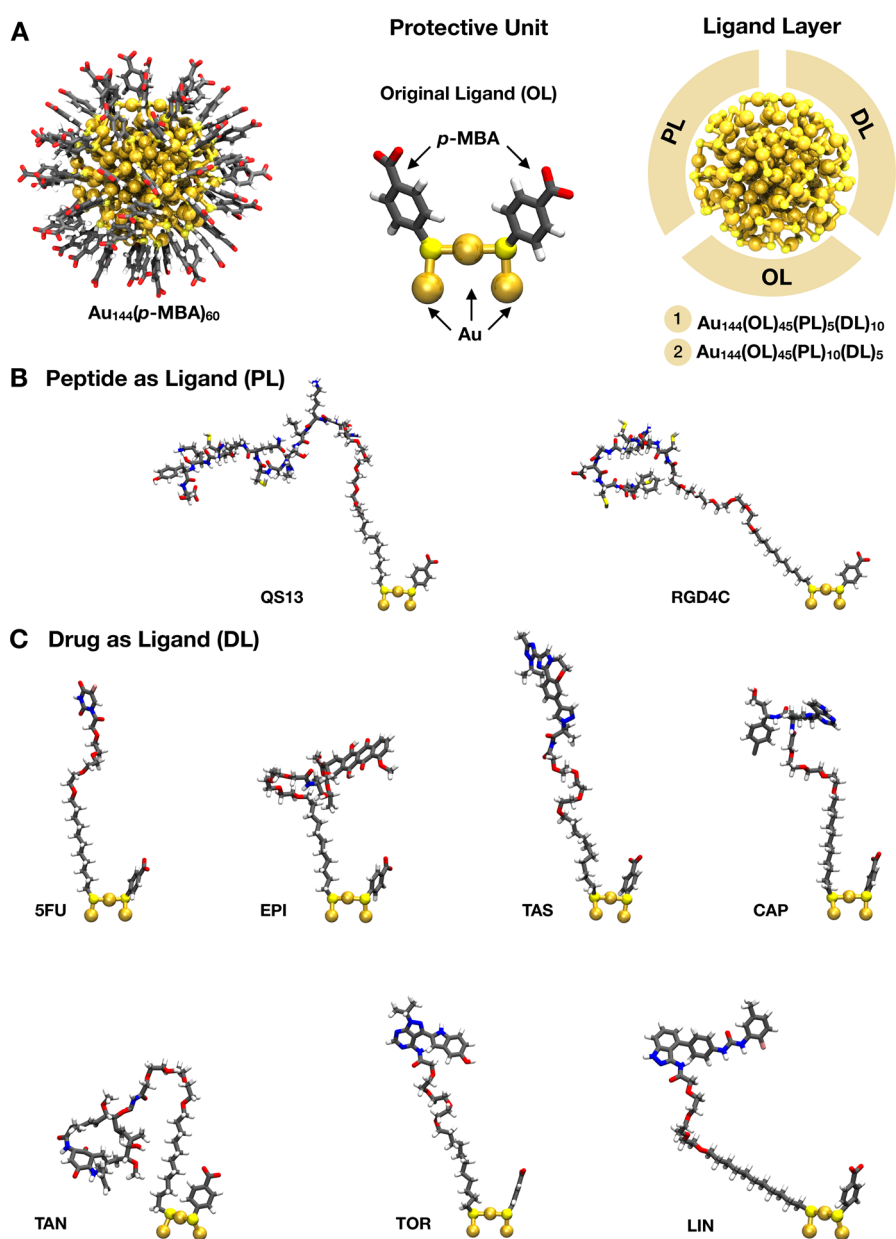 A
Protective Unit
Ligand Layer
Original Ligand (OL)
p-MBA
Au
Au₁₄₄(p-MBA)₆₀
PL
DL
OL
1 Au₁₄₄(OL)₄₅(PL)₅(DL)₁₀
2 Au₁₄₄(OL)₄₅(PL)₁₀(DL)₅
B Peptide as Ligand (PL)
QS13
RGD4C
C Drug as Ligand (DL)
5FU
EPI
TAS
CAP
TAN
TOR
LIN